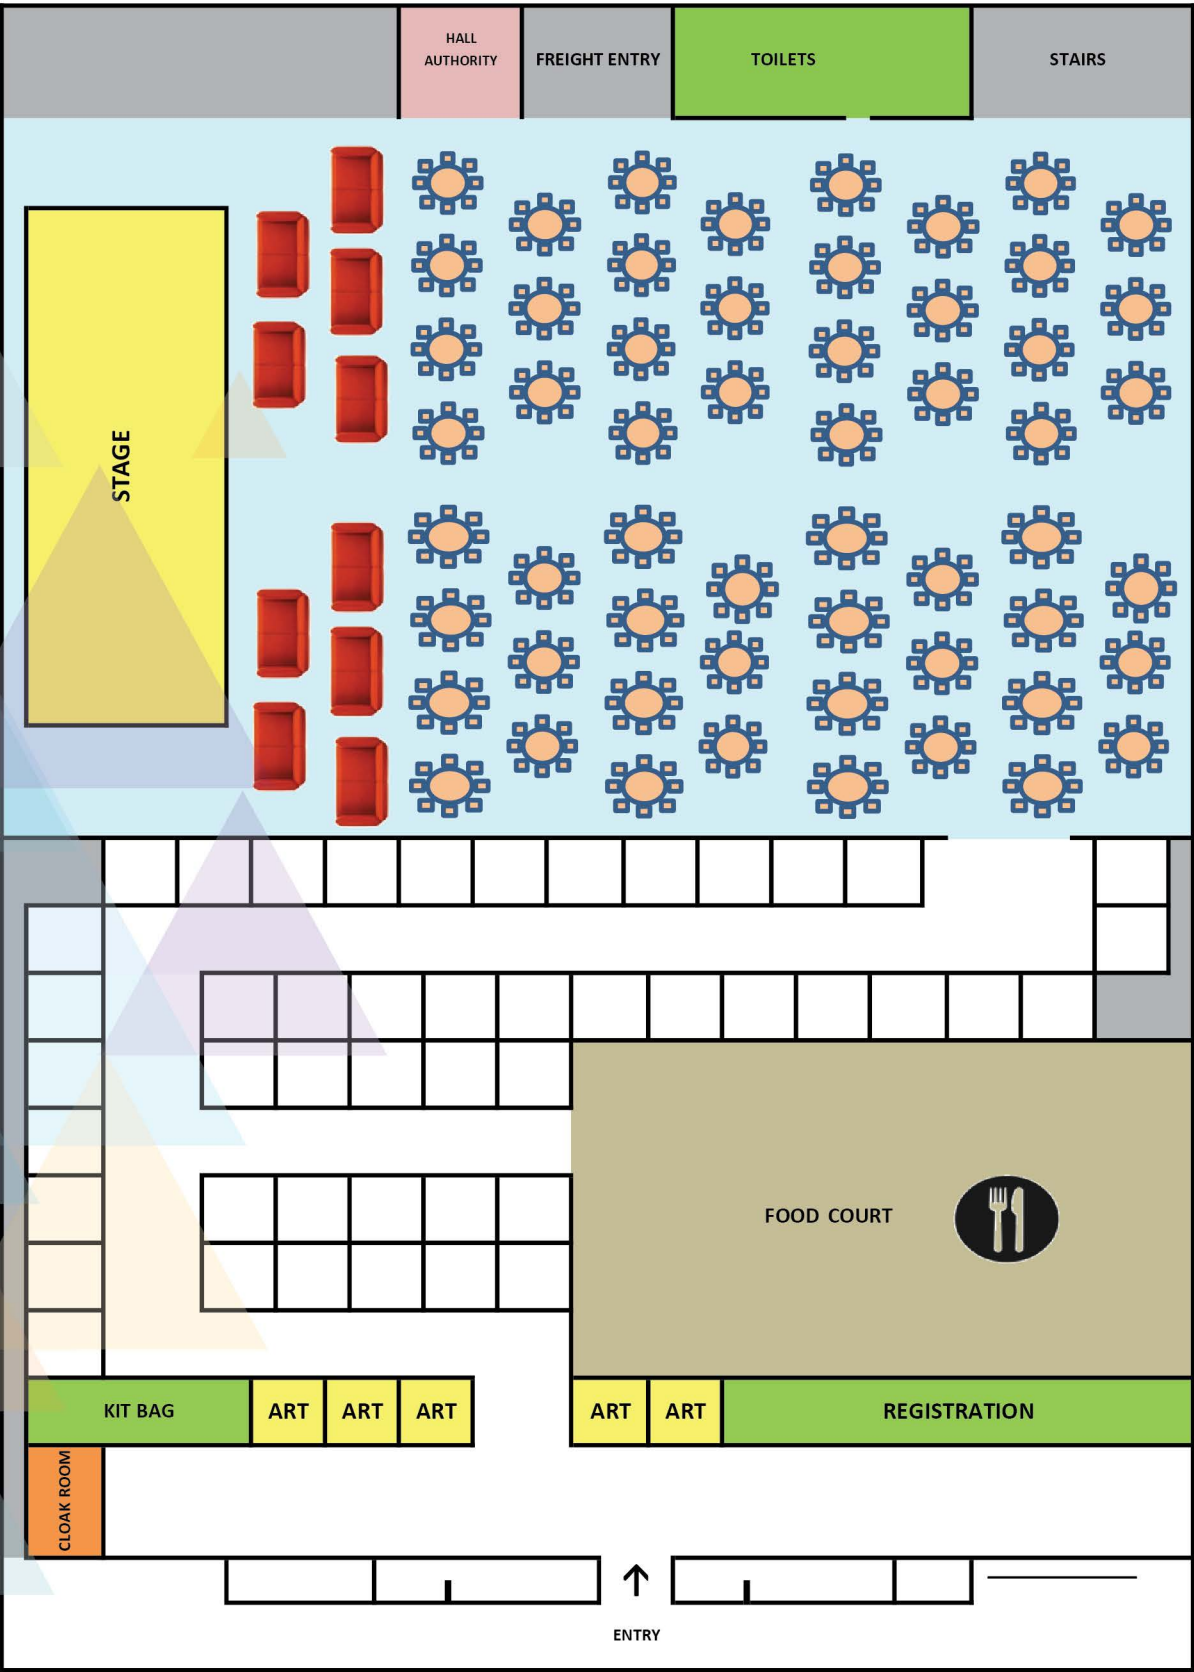 HALL
AUTHORITY
FREIGHT ENTRY
TOILETS
STAIRS
STAGE
FOOD COURT
KIT BAG
ART
ART
ART
ART
ART
REGISTRATION
CLOAK ROOM
ENTRY